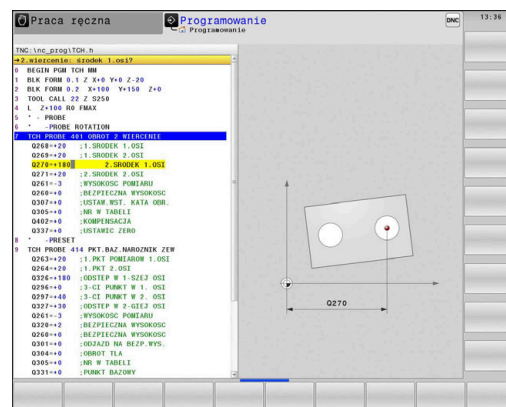 Praca ręczna
Programowanie
Programowanie
DNC
13:36
TNC:\nc_prog\TCH.h
→2.wiercenie: środek 1.osi?
0 BEGIN PGM TCH MM
1 BLK FORM 0.1 Z X+0 Y+0 Z-20
2 BLK FORM 0.2 X+100 Y+150 Z+0
3 TOOL CALL 22 Z S250
4 L Z+100 R0 FMAX
5 * - PROBE
6 * -PROBE ROTATION
7 TCH PROBE 401 OBROT 2 WIERCENIE
Q268=+20 ;1.SRODEK 1.OSI
Q269=+20 ;1.SRODEK 2.OSI
Q270=+180 2.SRODEK 1.OSI
Q271=+20 ;2.SRODEK 2.OSI
Q261=-3 ;WYSOKOSC POMIARU
Q260=+0 ;BEZPIECZNA WYSOKOSC
Q307=+0 ;USTAW.WST. KATA OBR.
Q305=+0 ;NR W TABELI
Q402=+0 ;KOMPENSACJA
Q337=+0 ;USTAWIC ZERO
8 * -PRESET
9 TCH PROBE 414 PKT.BAZ.NAROZNIK ZEW
Q263=+20 ;1.PKT POMIAROW 1.OSI
Q264=+20 ;1.PKT 2.OSI
Q326=+180 ;ODSTEP W 1-SZEJ OSI
Q296=+0 ;3-CI PUNKT W 1. OSI
Q297=+40 ;3-CI PUNKT W 2. OSI
Q327=+30 ;ODSTEP W 2-GIEJ OSI
Q261=-3 ;WYSOKOSC POMIARU
Q320=+2 ;BEZPIECZNA WYSOKOSC
Q260=+0 ;BEZPIECZNA WYSOKOSC
Q301=+0 ;ODJAZD NA BEZP.WYS.
Q304=+0 ;OBROT TLA
Q305=+0 ;NR W TABELI
Q331=+0 ;PUNKT BAZOWY
Q270